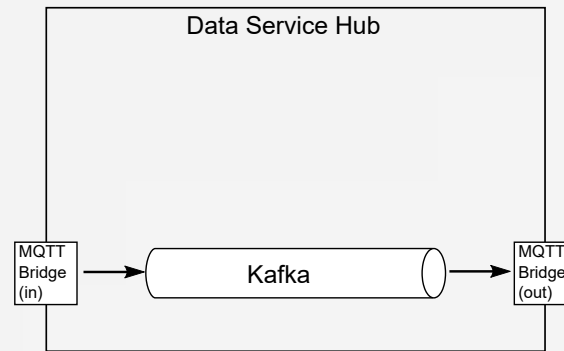 Data Service Hub
MQTT
Bridge
(in)
Kafka
MQTT
Bridge
(out)